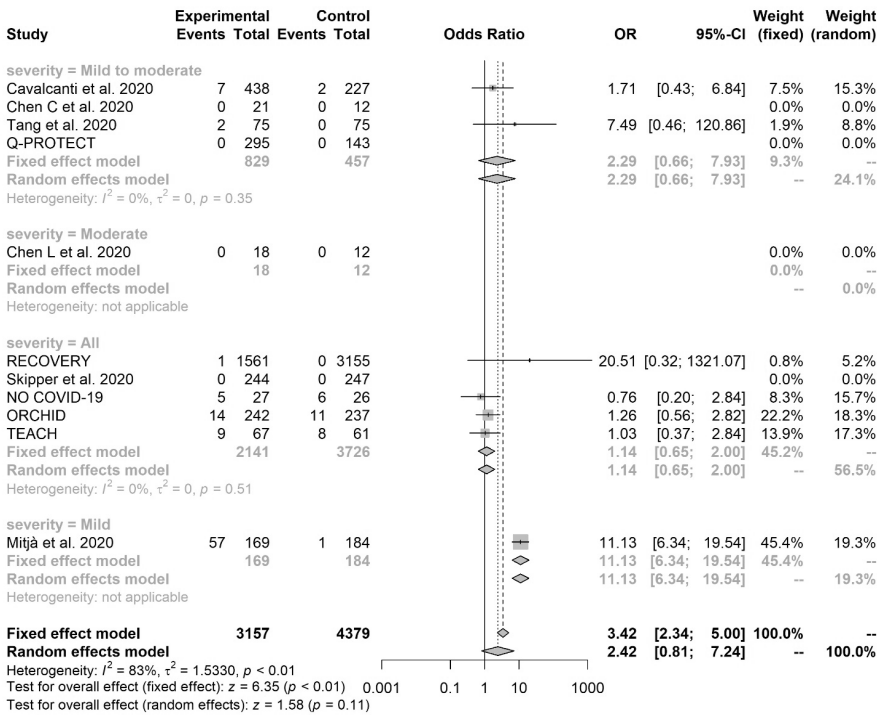 Experimental Control Weight Weight
Study Events Total Events Total Odds Ratio OR 95%-CI (fixed) (random)
severity = Mild to moderate
Cavalcanti et al. 2020 7 438 2 227 1.71 [0.43; 6.84] 7.5% 15.3%
Chen C et al. 2020 0 21 0 12 0.0% 0.0%
Tang et al. 2020 2 75 0 75 7.49 [0.46; 120.86] 1.9% 8.8%
Q-PROTECT 0 295 0 143 0.0% 0.0%
Fixed effect model 829 457 2.29 [0.66; 7.93] 9.3% --
Random effects model 2.29 [0.66; 7.93] -- 24.1%
Heterogeneity: I² = 0%, τ² = 0, p = 0.35
severity = Moderate
Chen L et al. 2020 0 18 0 12 0.0% 0.0%
Fixed effect model 18 12 0.0% --
Random effects model -- 0.0%
Heterogeneity: not applicable
severity = All
RECOVERY 1 1561 0 3155 20.51 [0.32; 1321.07] 0.8% 5.2%
Skipper et al. 2020 0 244 0 247 0.0% 0.0%
NO COVID-19 5 27 6 26 0.76 [0.20; 2.84] 8.3% 15.7%
ORCHID 14 242 11 237 1.26 [0.56; 2.82] 22.2% 18.3%
TEACH 9 67 8 61 1.03 [0.37; 2.84] 13.9% 17.3%
Fixed effect model 2141 3726 1.14 [0.65; 2.00] 45.2% --
Random effects model 1.14 [0.65; 2.00] -- 56.5%
Heterogeneity: I² = 0%, τ² = 0, p = 0.51
severity = Mild
Mitjà et al. 2020 57 169 1 184 11.13 [6.34; 19.54] 45.4% 19.3%
Fixed effect model 169 184 11.13 [6.34; 19.54] 45.4% --
Random effects model 11.13 [6.34; 19.54] -- 19.3%
Heterogeneity: not applicable
Fixed effect model 3157 4379 3.42 [2.34; 5.00] 100.0% --
Random effects model 2.42 [0.81; 7.24] -- 100.0%
Heterogeneity: I² = 83%, τ² = 1.5330, p < 0.01
Test for overall effect (fixed effect): z = 6.35 (p < 0.01) 0.001 0.1 1 10 1000
Test for overall effect (random effects): z = 1.58 (p = 0.11)